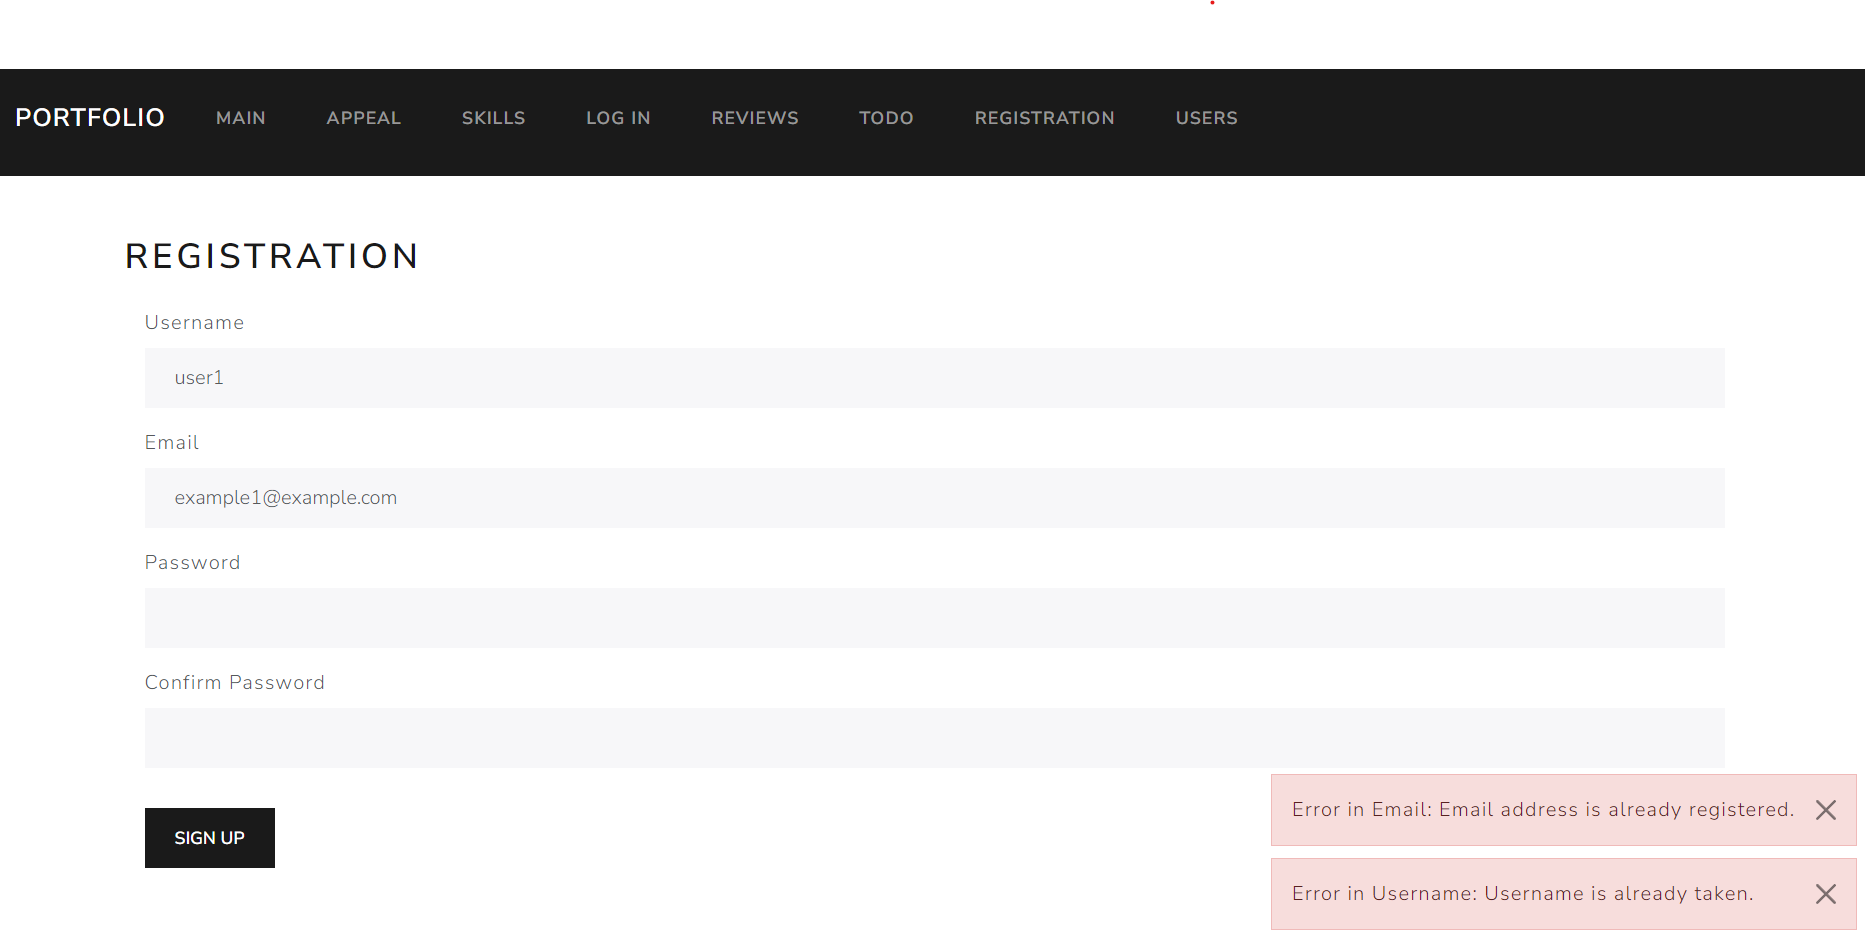 PORTFOLIO MAIN APPEAL SKILLS LOG IN REVIEWS TODO REGISTRATION USERS
REGISTRATION
Username
user1
Email
example1@example.com
Password
Confirm Password
SIGN UP
Error in Email: Email address is already registered.
Error in Username: Username is already taken.